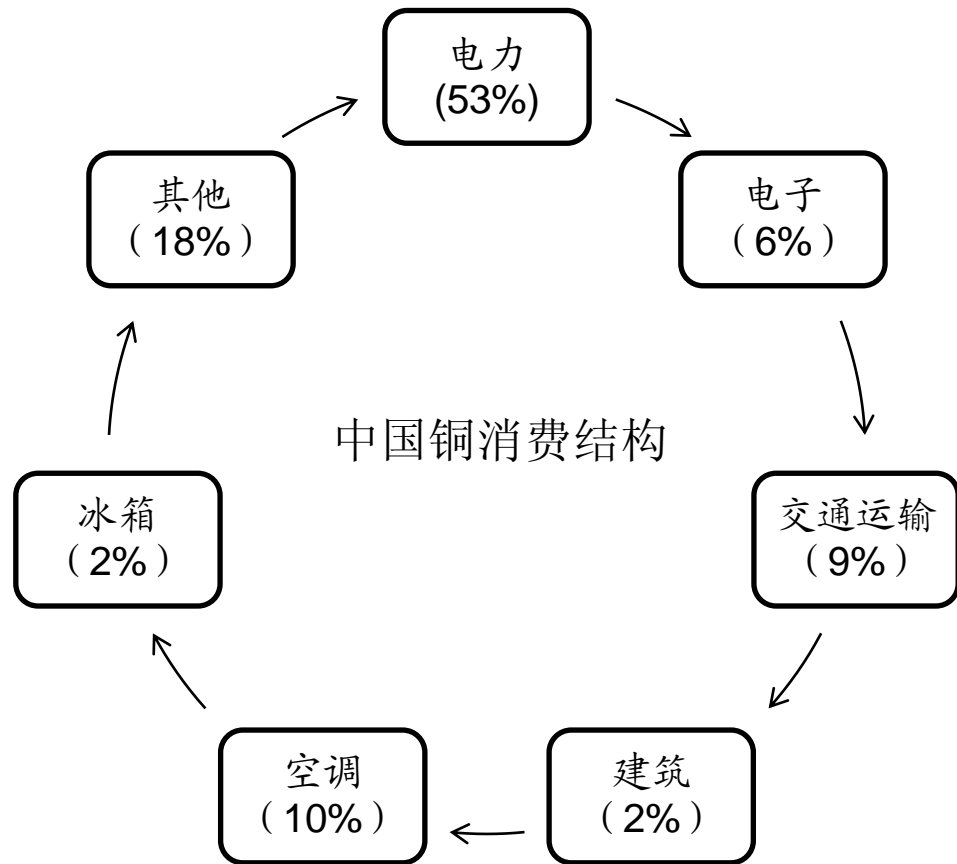 电力
(53%)
电子
（6%）
交通运输
（9%）
建筑
（2%）
空调
（10%）
冰箱
（2%）
其他
（18%）
中国铜消费结构